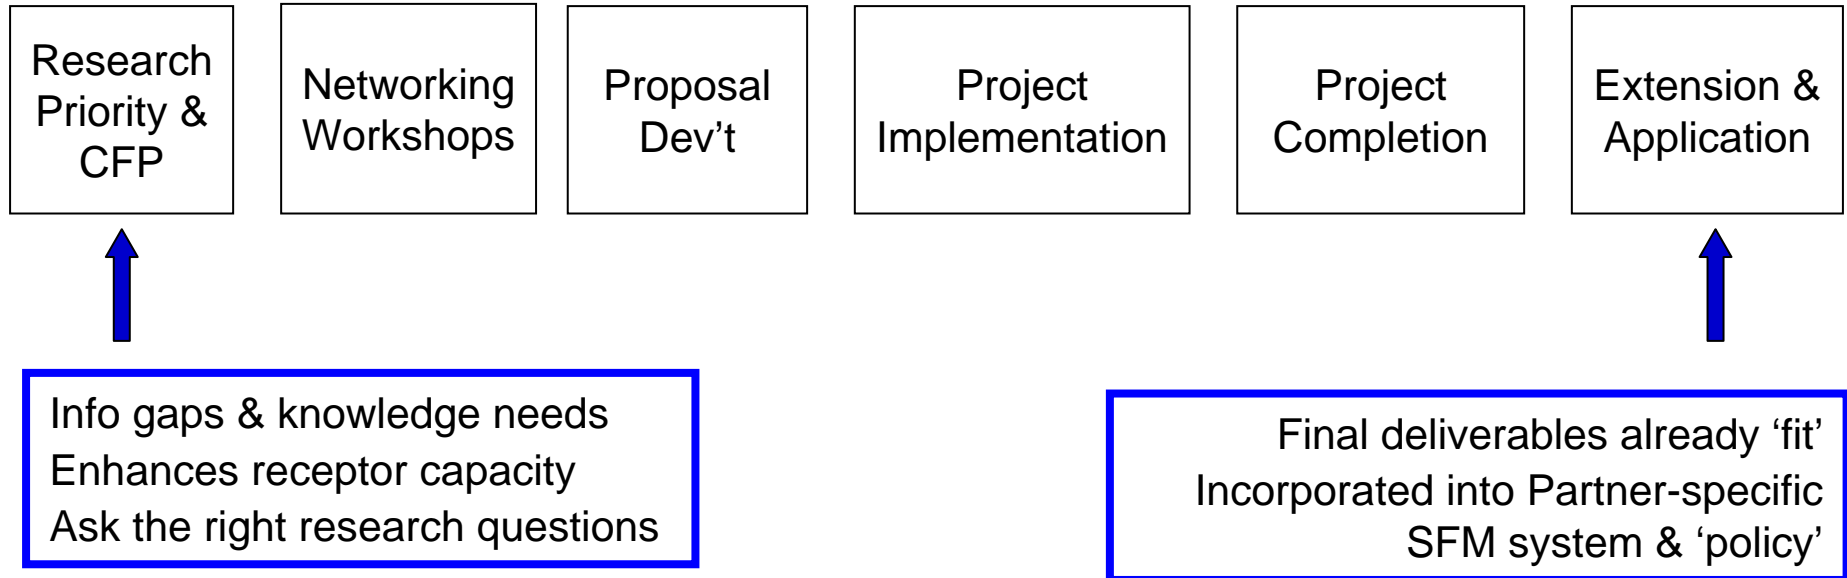 Research
Priority &
CFP
Networking
Workshops
Proposal
Dev’t
Project
Implementation
Project
Completion
Extension &
Application
Info gaps & knowledge needs
Enhances receptor capacity
Ask the right research questions
Final deliverables already ‘fit’
Incorporated into Partner-specific
SFM system & ‘policy’